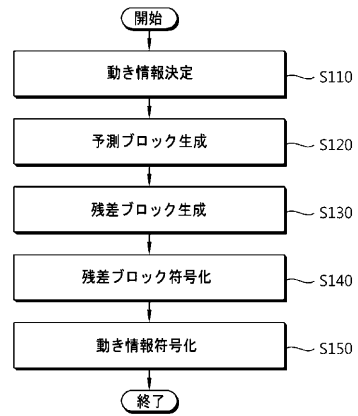 開始
動き情報決定
S110
予測ブロック生成
S120
残差ブロック生成
S130
残差ブロック符号化
S140
動き情報符号化
S150
終了